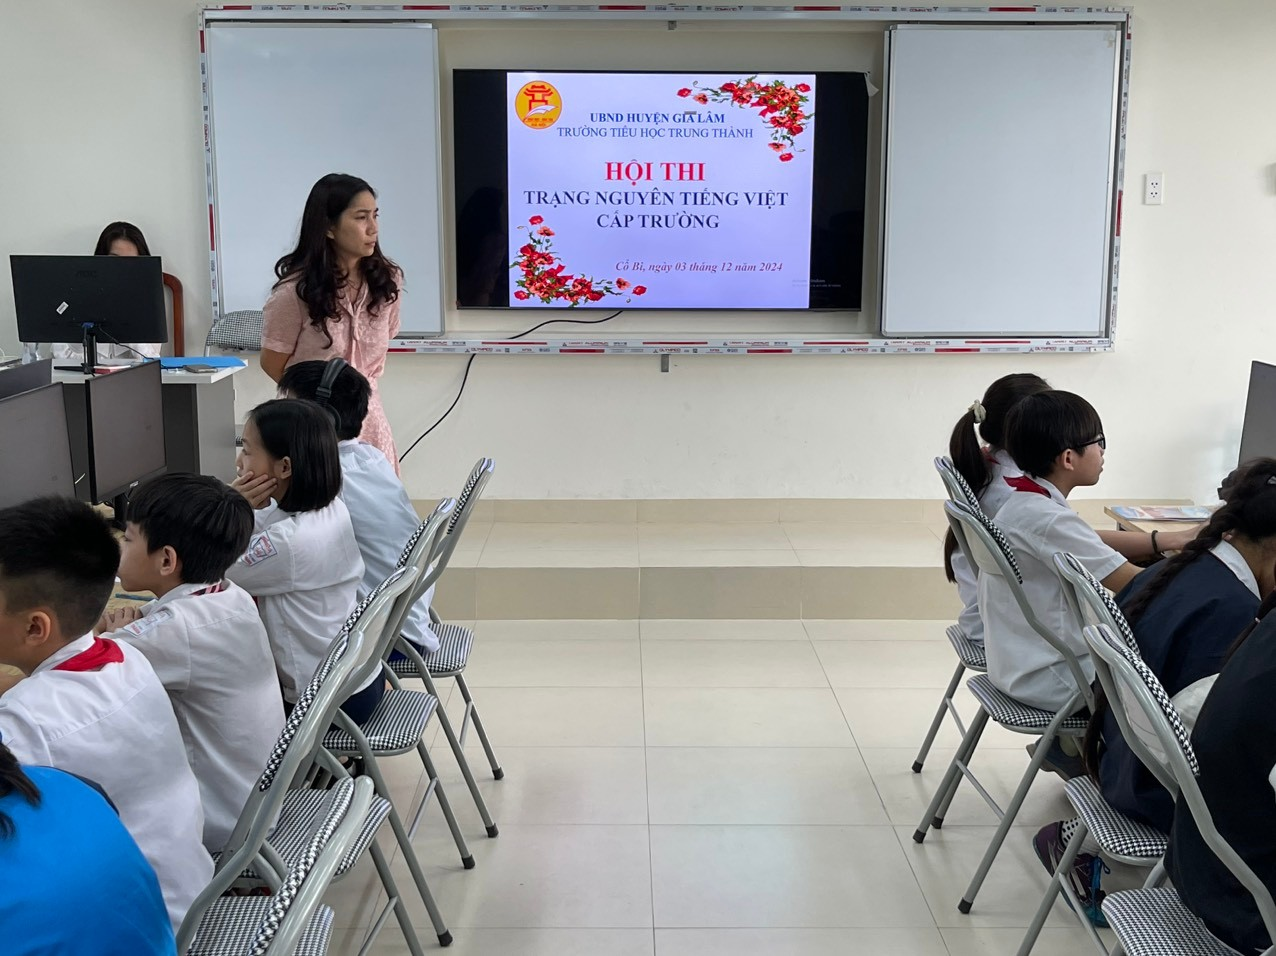 UBND HUYỆN GIA LÂM
TRƯỜNG TIỂU HỌC TRUNG THÀNH
HỘI THI
TRẠNG NGUYÊN TIẾNG VIỆT
CẤP TRƯỜNG
Cổ Bi, ngày 03 tháng 12 năm 2024